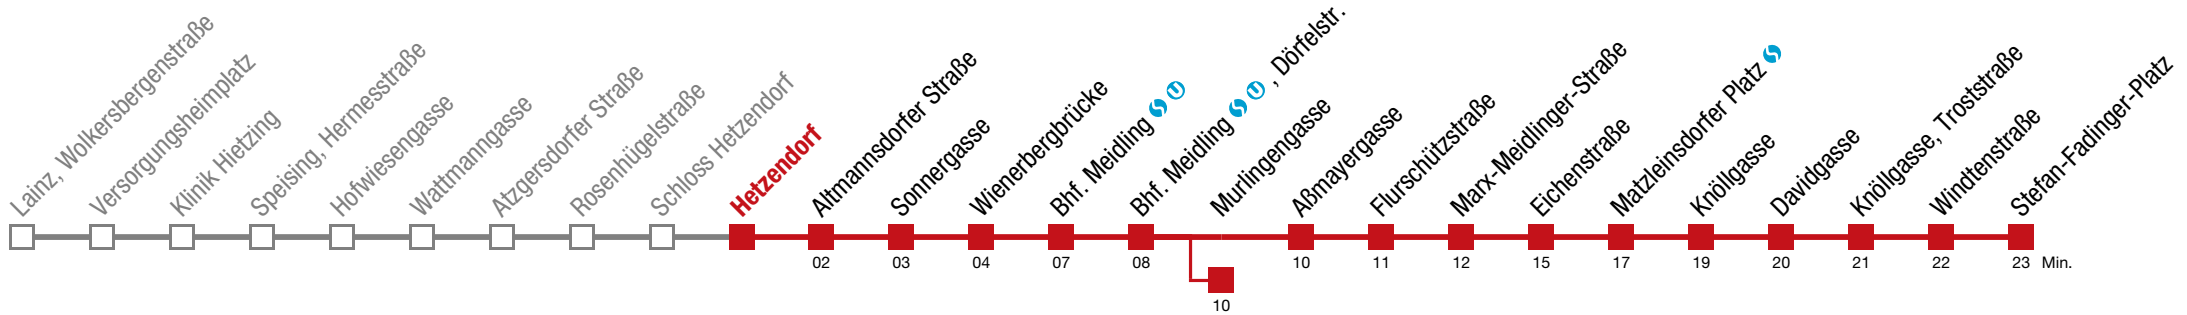 Lainz, Wolkersbergenstraße
Versorgungsheimplatz
Klinik Hietzing
Speising, Hermesstraße
Hofwiesengasse
Wattmanngasse
Atzgersdorfer Straße
Rosenhügelstraße
Schloss Hetzendorf
Hetzendorf
Altmannsdorfer Straße
Sonnergasse
Wienerbergbrücke
Bhf. Meidling S U
Bhf. Meidling S U , Dörfelstr.
Murlingengasse
Aßmayergasse
Flurschützstraße
Marx-Meidlinger-Straße
Eichenstraße
Matzleinsdorfer Platz S
Knöllgasse
Davidgasse
Knöllgasse, Troststraße
Windtenstraße
Stefan-Fadinger-Platz
02 03 04 07 08 10 11 12 15 17 19 20 21 22 23 Min.
10